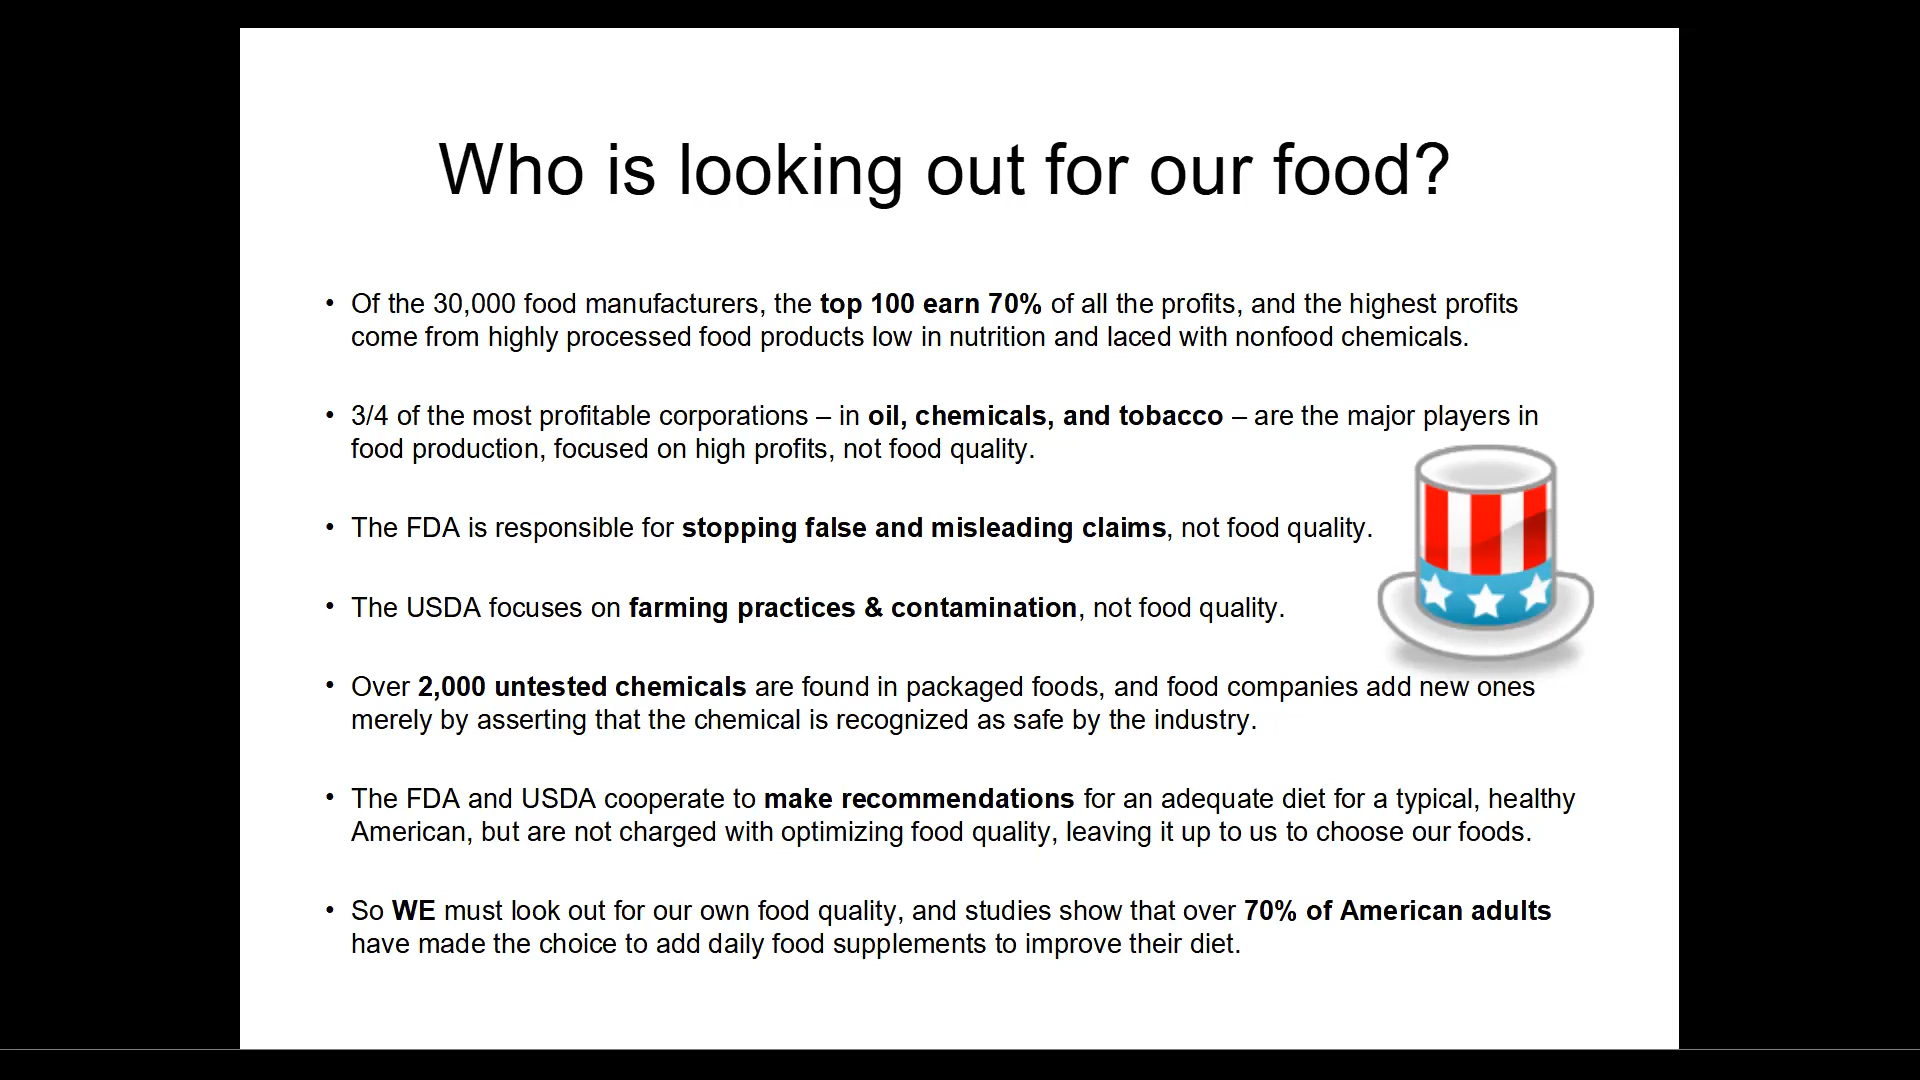 Who is looking out for our food?
• Of the 30,000 food manufacturers, the top 100 earn 70% of all the profits, and the highest profits
come from highly processed food products low in nutrition and laced with nonfood chemicals.
• 3/4 of the most profitable corporations – in oil, chemicals, and tobacco – are the major players in
food production, focused on high profits, not food quality.
• The FDA is responsible for stopping false and misleading claims, not food quality.
• The USDA focuses on farming practices & contamination, not food quality.
• Over 2,000 untested chemicals are found in packaged foods, and food companies add new ones
merely by asserting that the chemical is recognized as safe by the industry.
• The FDA and USDA cooperate to make recommendations for an adequate diet for a typical, healthy
American, but are not charged with optimizing food quality, leaving it up to us to choose our foods.
• So WE must look out for our own food quality, and studies show that over 70% of American adults
have made the choice to add daily food supplements to improve their diet.